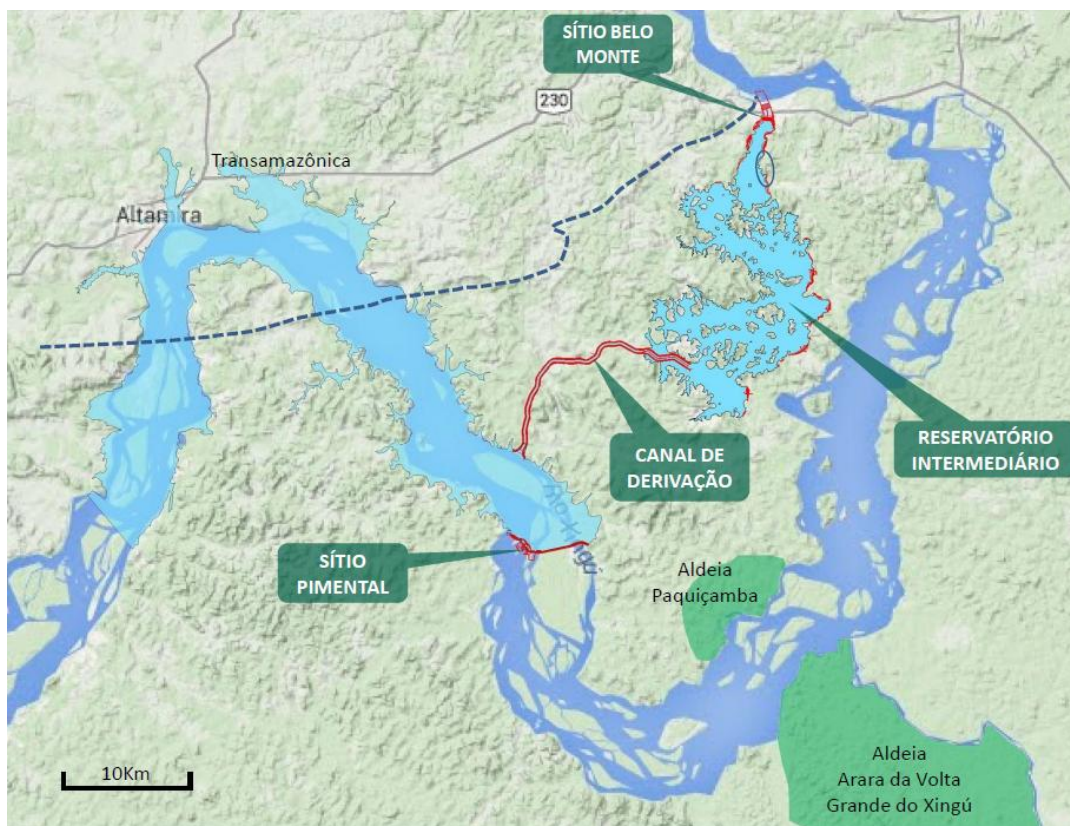 SÍTIO BELO
MONTE
230
Transamazônica
Altamira
CANAL DE
DERIVAÇÃO
RESERVATÓRIO
INTERMEDIÁRIO
Rio Xingú
SÍTIO
PIMENTAL
Aldeia
Paquiçamba
Aldeia
Arara da Volta
Grande do Xingú
10Km